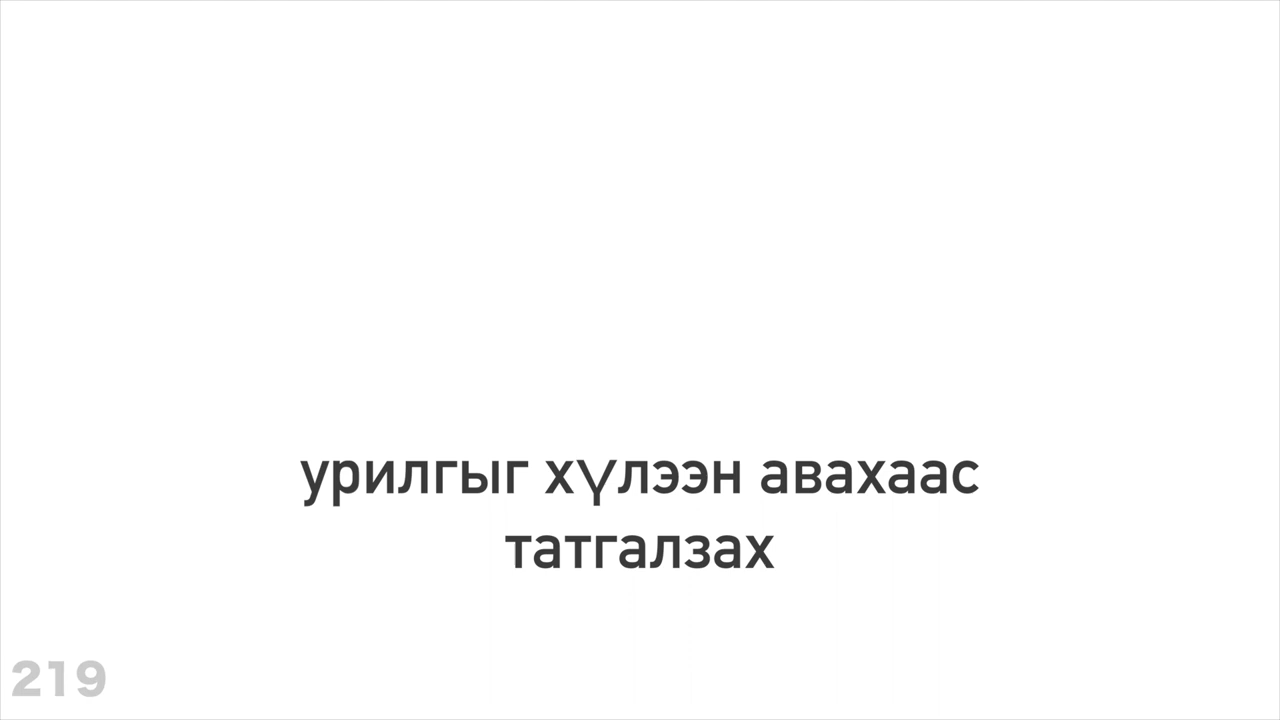 урилгыг хүлээн авахаас
татгалзах
219